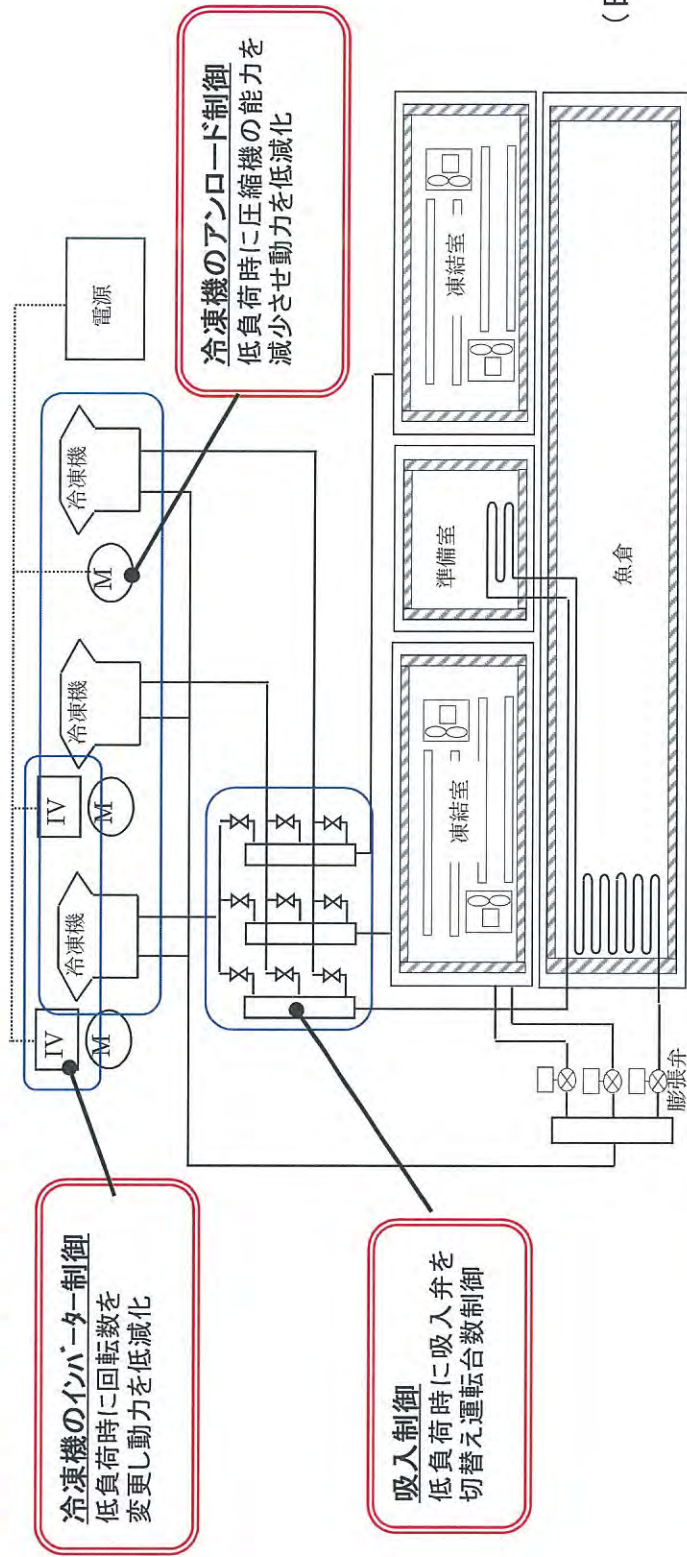 冷凍機のインバーター制御
低負荷時に回転数を
変更し動力を低減化
IV
M
冷凍機
IV
M
冷凍機
M
冷凍機
電源
冷凍機のアンロード制御
低負荷時に圧縮機の能力を
減少させ動力を低減化
吸入制御
低負荷時に吸入弁を
切替え運転台数制御
凍結室
準備室
凍結室
魚倉
膨張弁